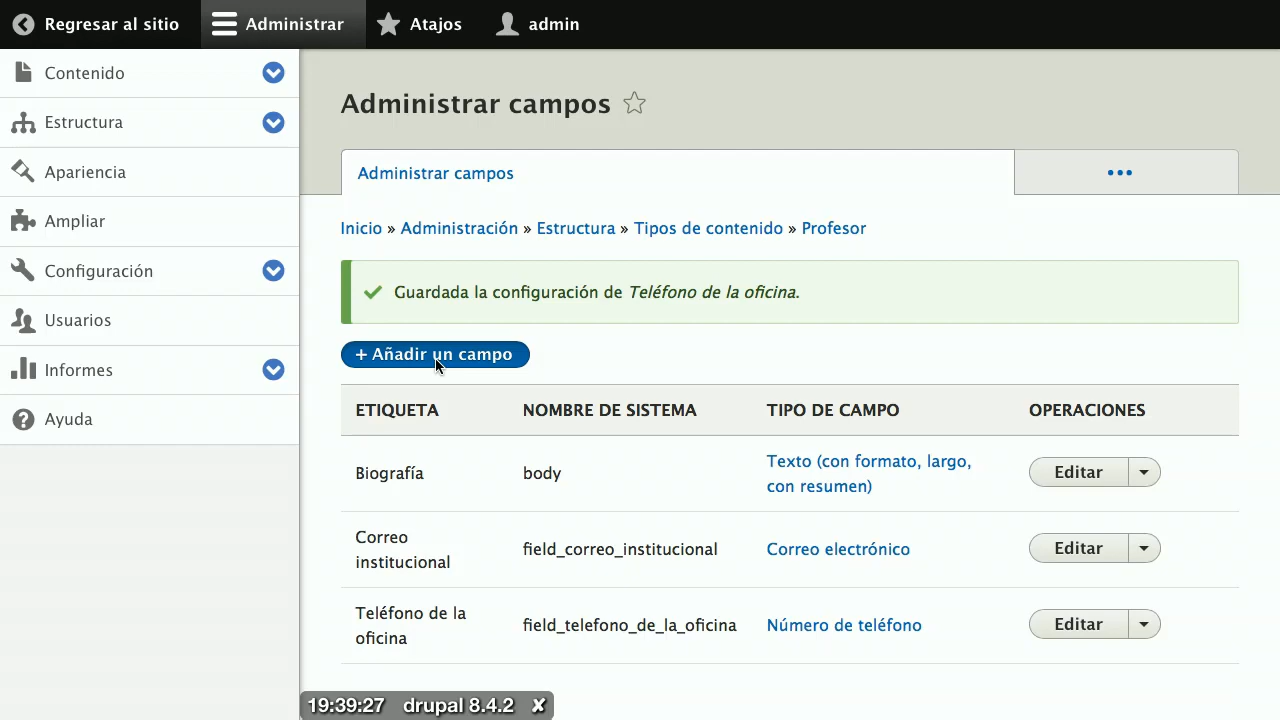 Regresar al sitio Administrar Atajos admin
Contenido
Estructura
Apariencia
Ampliar
Configuración
Usuarios
Informes
Ayuda
Administrar campos
Administrar campos
Inicio » Administración » Estructura » Tipos de contenido » Profesor
Guardada la configuración de Teléfono de la oficina.
+ Añadir un campo
ETIQUETA NOMBRE DE SISTEMA TIPO DE CAMPO OPERACIONES
Biografía body Texto (con formato, largo,
con resumen) Editar
Correo
institucional field_correo_institucional Correo electrónico Editar
Teléfono de la
oficina field_telefono_de_la_oficina Número de teléfono Editar
19:39:27 drupal 8.4.2 ✘